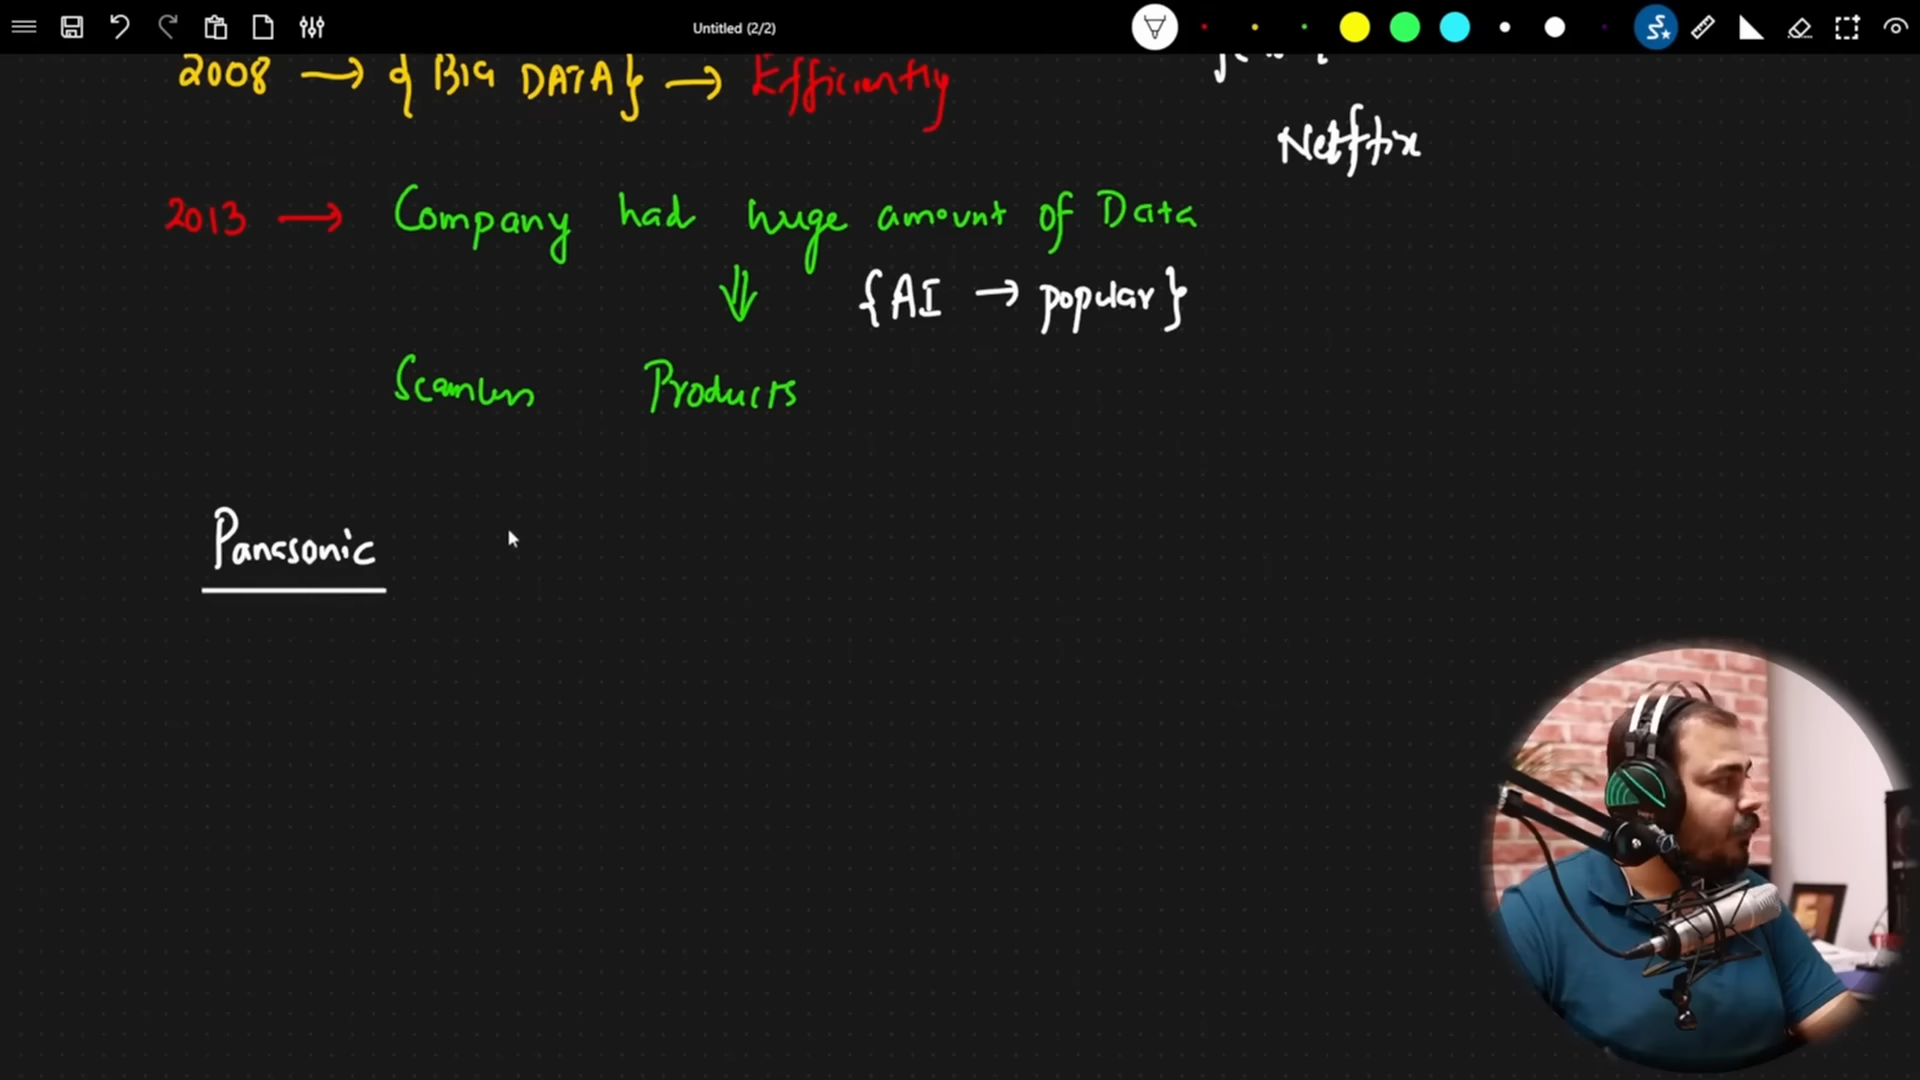 Untitled (2/2)
2008 → { BIG DATA} → Efficiently
Netflix
2013 → Company had huge amount of Data
{AI → popular}
Seamless Products
Panasonic